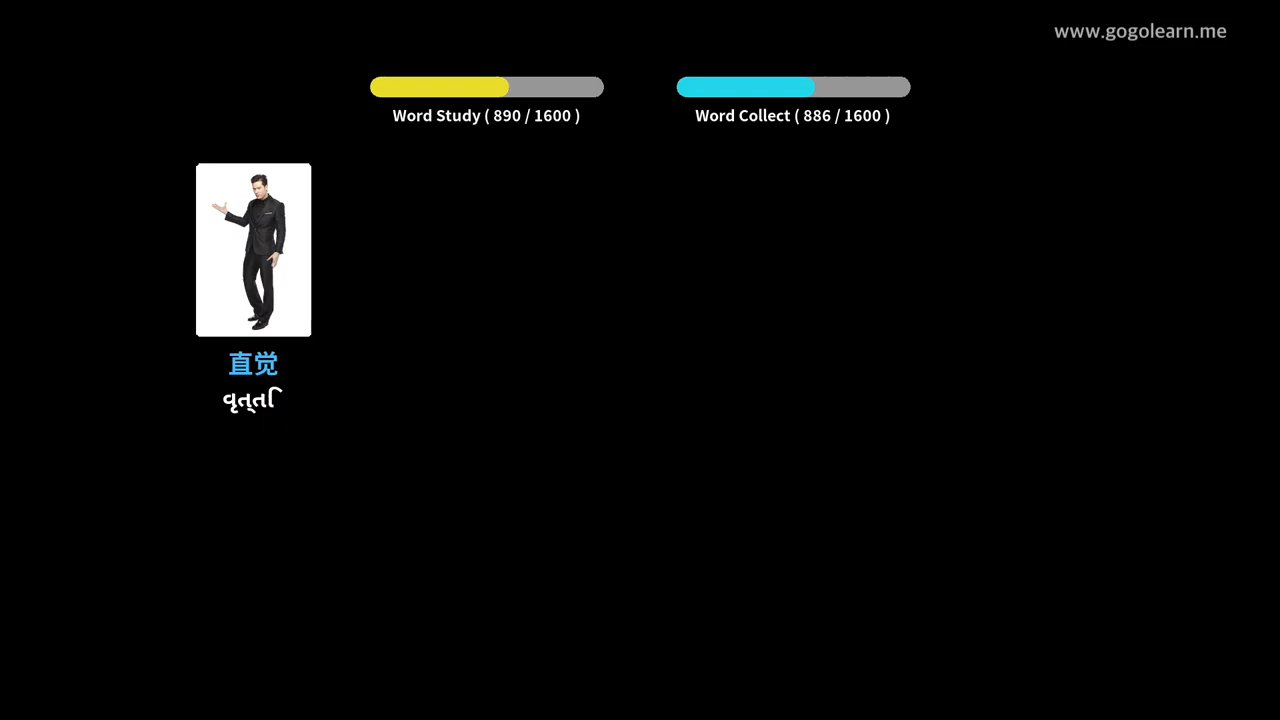 www.gogolearn.me
Word Study ( 890 / 1600 )
Word Collect ( 886 / 1600 )
直觉
વૃત્તિ